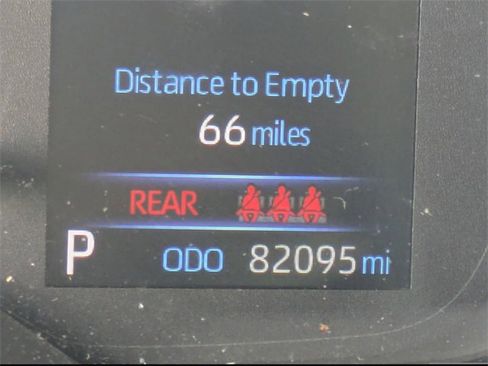 Distance to Empty
66 miles
REAR
P ODO 82095 mi